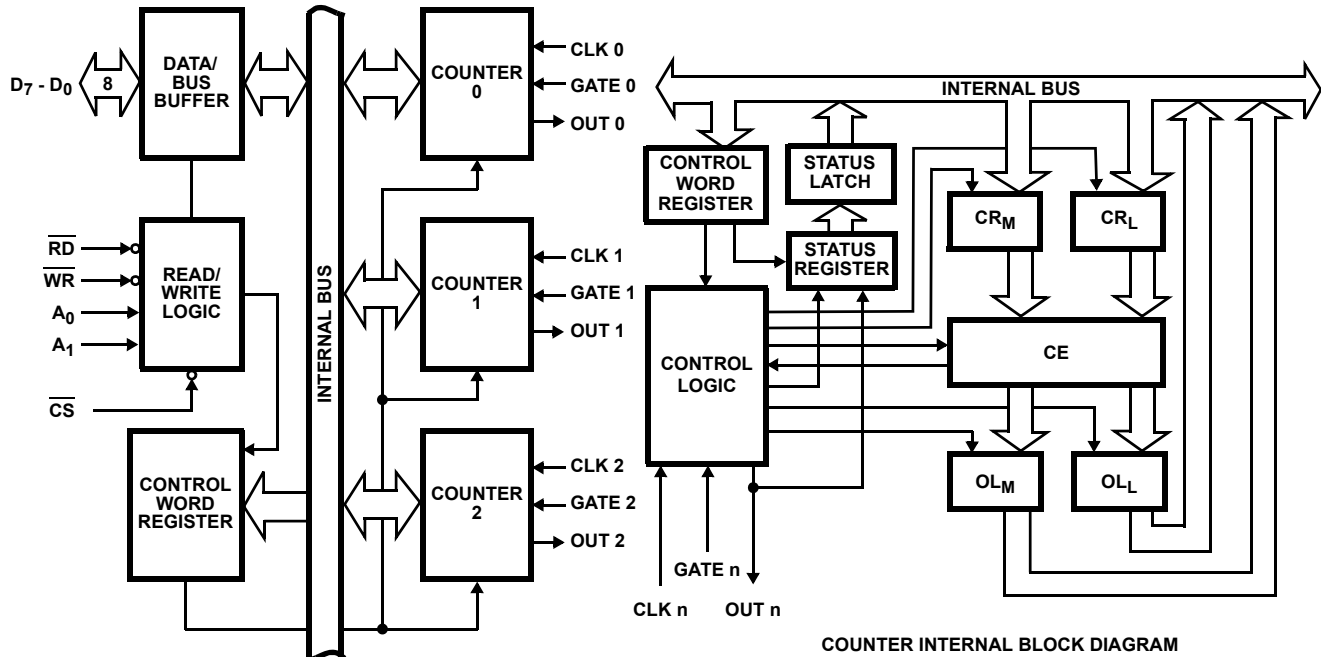 D7 - D0
8
DATA/
BUS
BUFFER
RD
WR
A0
A1
CS
READ/
WRITE
LOGIC
CONTROL
WORD
REGISTER
INTERNAL BUS
COUNTER
0
CLK 0
GATE 0
OUT 0
COUNTER
1
CLK 1
GATE 1
OUT 1
COUNTER
2
CLK 2
GATE 2
OUT 2
INTERNAL BUS
CONTROL
WORD
REGISTER
STATUS
LATCH
STATUS
REGISTER
CONTROL
LOGIC
CRM
CRL
CE
OLM
OLL
GATE n
CLK n
OUT n
COUNTER INTERNAL BLOCK DIAGRAM